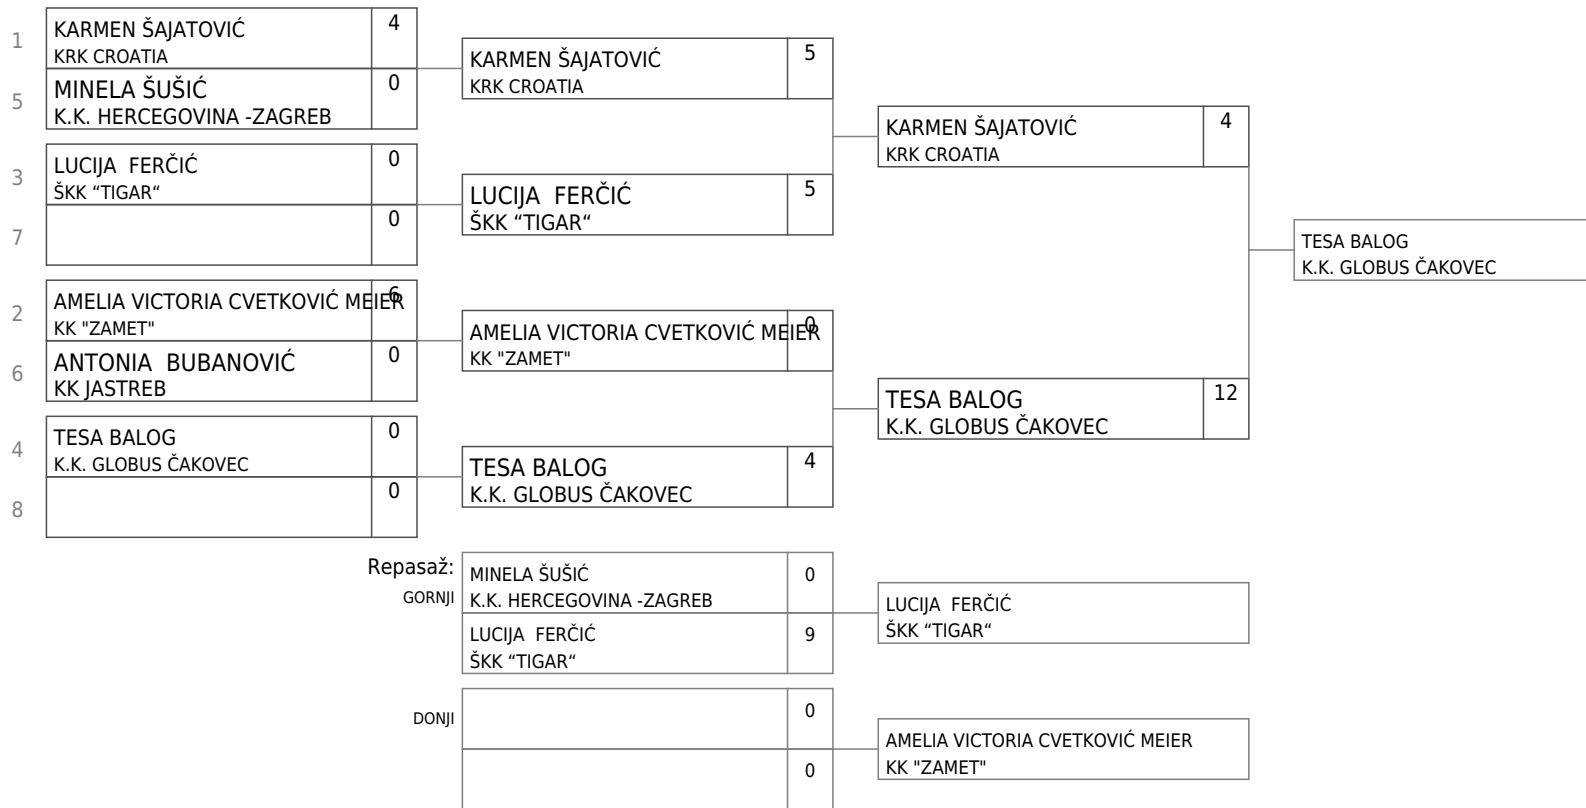 1
KARMEN ŠAJATOVIĆ
KRK CROATIA
4
5
MINELA ŠUŠIĆ
K.K. HERCEGOVINA -ZAGREB
0
3
LUCIJA  FERČIĆ
ŠKK “TIGAR“
0
7
0
2
AMELIA VICTORIA CVETKOVIĆ MEIER
KK "ZAMET"
6
6
ANTONIA  BUBANOVIĆ
KK JASTREB
0
4
TESA BALOG
K.K. GLOBUS ČAKOVEC
0
8
0
KARMEN ŠAJATOVIĆ
KRK CROATIA
5
LUCIJA  FERČIĆ
ŠKK “TIGAR“
5
AMELIA VICTORIA CVETKOVIĆ MEIER
KK "ZAMET"
0
TESA BALOG
K.K. GLOBUS ČAKOVEC
4
KARMEN ŠAJATOVIĆ
KRK CROATIA
4
TESA BALOG
K.K. GLOBUS ČAKOVEC
12
TESA BALOG
K.K. GLOBUS ČAKOVEC
Repasaž:
GORNJI
MINELA ŠUŠIĆ
K.K. HERCEGOVINA -ZAGREB
0
LUCIJA  FERČIĆ
ŠKK “TIGAR“
9
LUCIJA  FERČIĆ
ŠKK “TIGAR“
DONJI
0
0
AMELIA VICTORIA CVETKOVIĆ MEIER
KK "ZAMET"